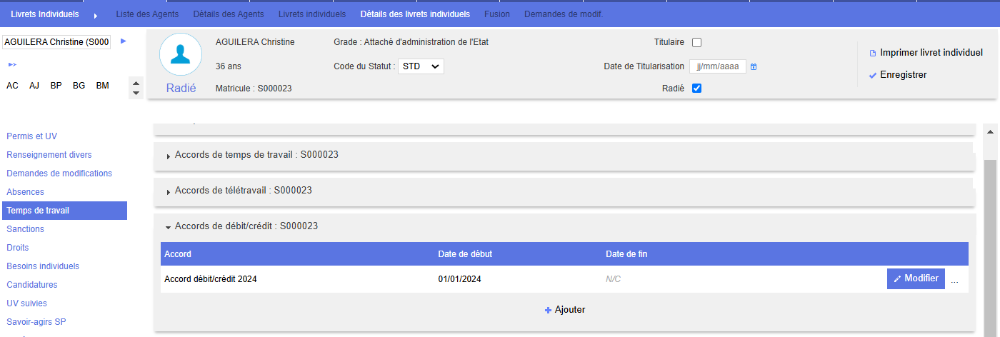 Livrets Individuels Liste des Agents Détails des Agents Livrets individuels Détails des livrets individuels Fusion Demandes de modif.
AGUILERA Christine (S000
AC AJ BP BG BM
AGUILERA Christine Grade : Attaché d'administration de l'Etat Titulaire
36 ans Code du Statut : STD Date de Titularisation jj/mm/aaaa
Radié Matricule : S000023 Radié
Imprimer livret individuel
Enregistrer
Permis et UV
Renseignement divers
Demandes de modifications
Absences
Temps de travail
Sanctions
Droits
Besoins individuels
Candidatures
UV suivies
Savoir-agirs SP
Accords de temps de travail : S000023
Accords de télétravail : S000023
Accords de débit/crédit : S000023
Accord Date de début Date de fin
Accord débit/crédit 2024 01/01/2024 N/C Modifier ...
Ajouter